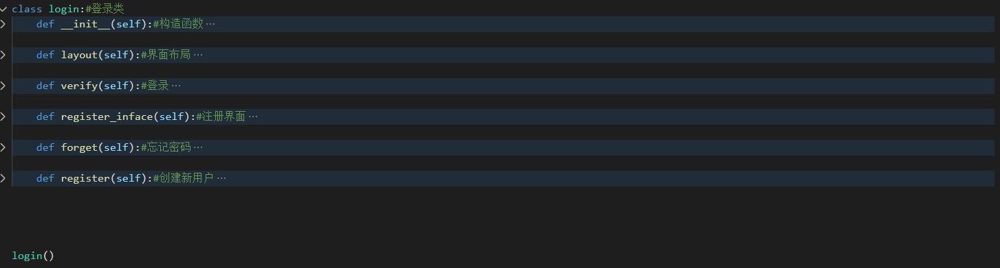 class login:#登录类
def __init__(self):#构造函数…
def layout(self):#界面布局…
def verify(self):#登录…
def register_inface(self):#注册界面…
def forget(self):#忘记密码…
def register(self):#创建新用户…
login()